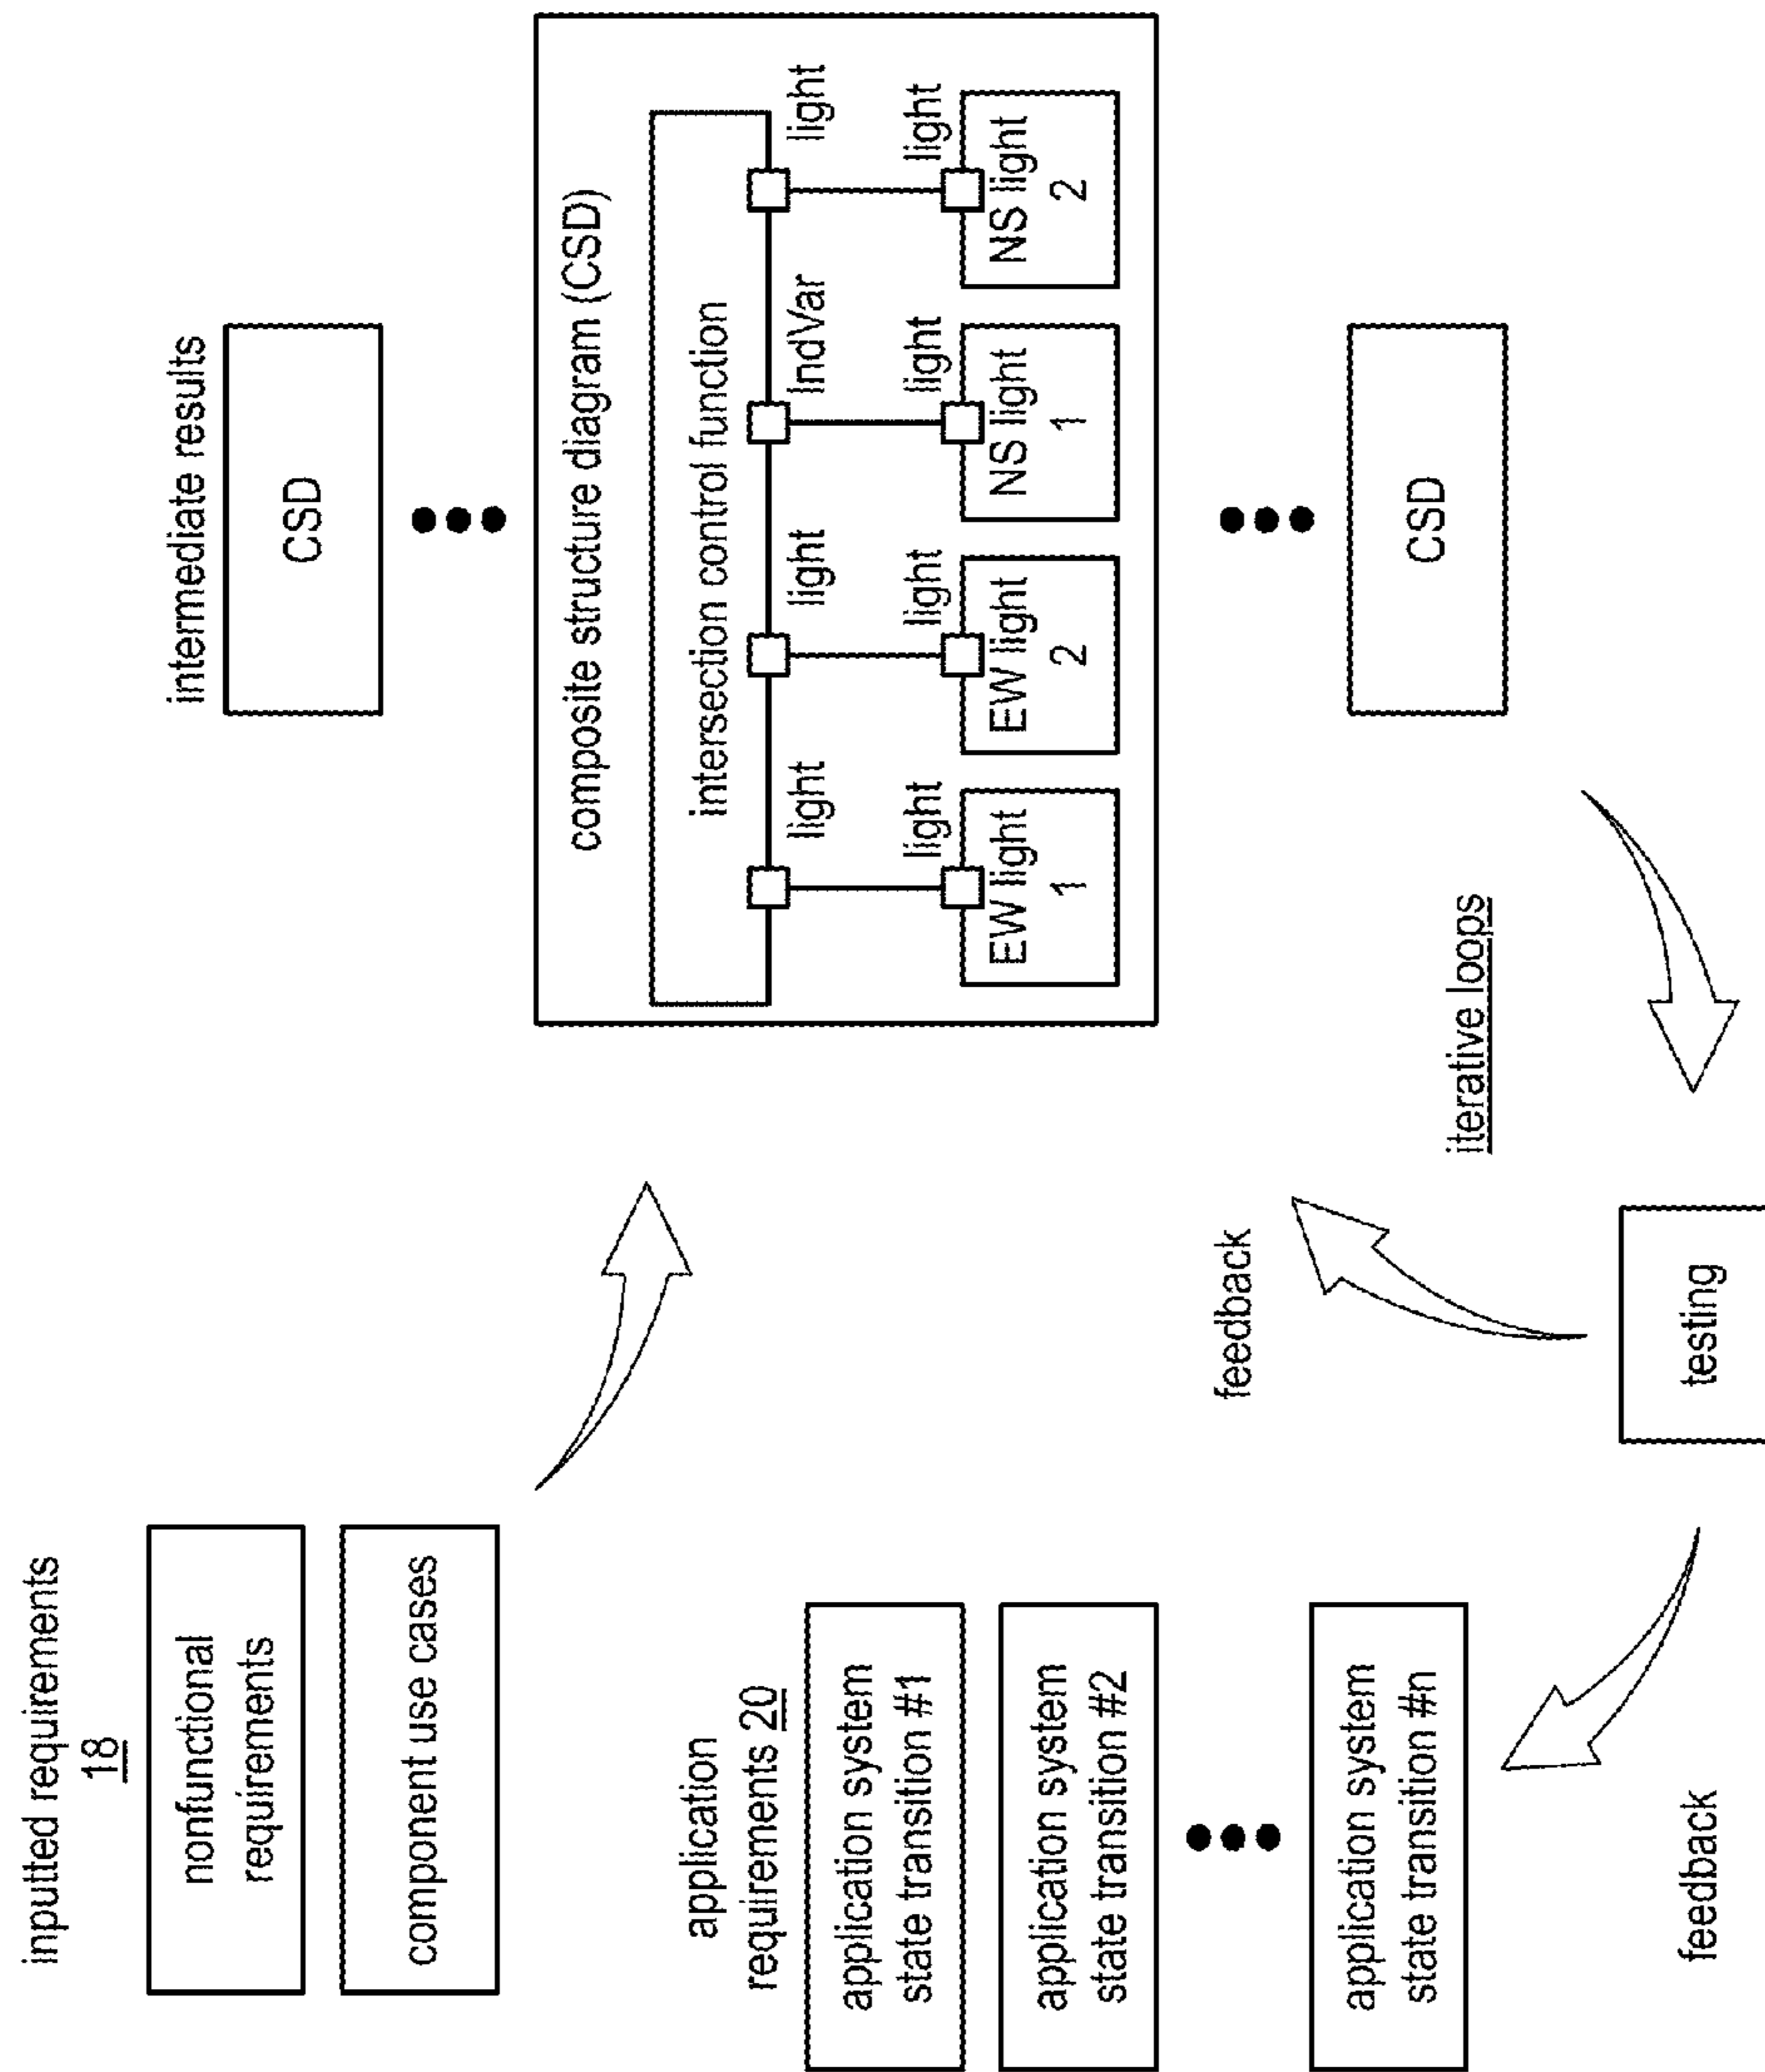 inputted requirements
18
nonfunctional
requirements
component use cases
application
requirements 20
application system
state transition #1
application system
state transition #2
application system
state transition #n
feedback
testing
feedback
iterative loops
intermediate results
CSD
composite structure diagram (CSD)
intersection control function
light
light
IndVar
light
light
light
light
light
EW light
1
EW light
2
NS light
1
NS light
2
CSD